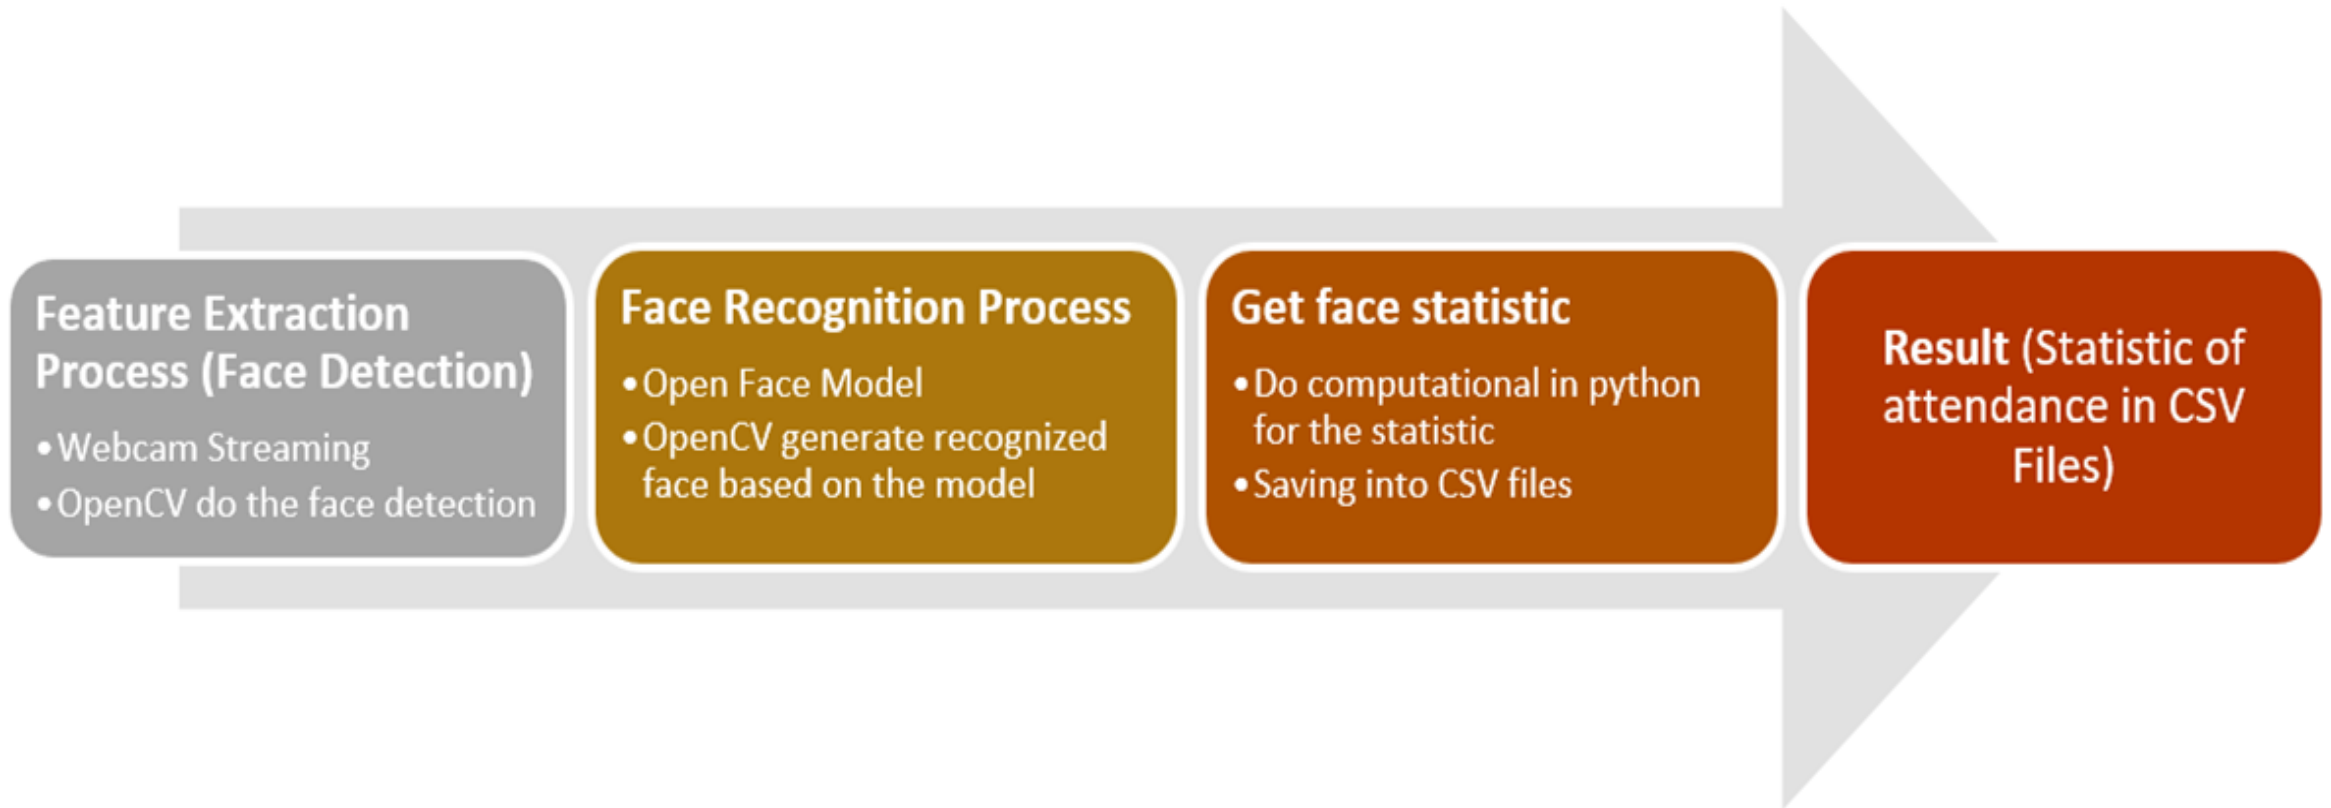 Feature Extraction
Process (Face Detection)
•Webcam Streaming
•OpenCV do the face detection
Face Recognition Process
•Open Face Model
•OpenCV generate recognized
face based on the model
Get face statistic
•Do computational in python
for the statistic
•Saving into CSV files
Result (Statistic of
attendance in CSV
Files)